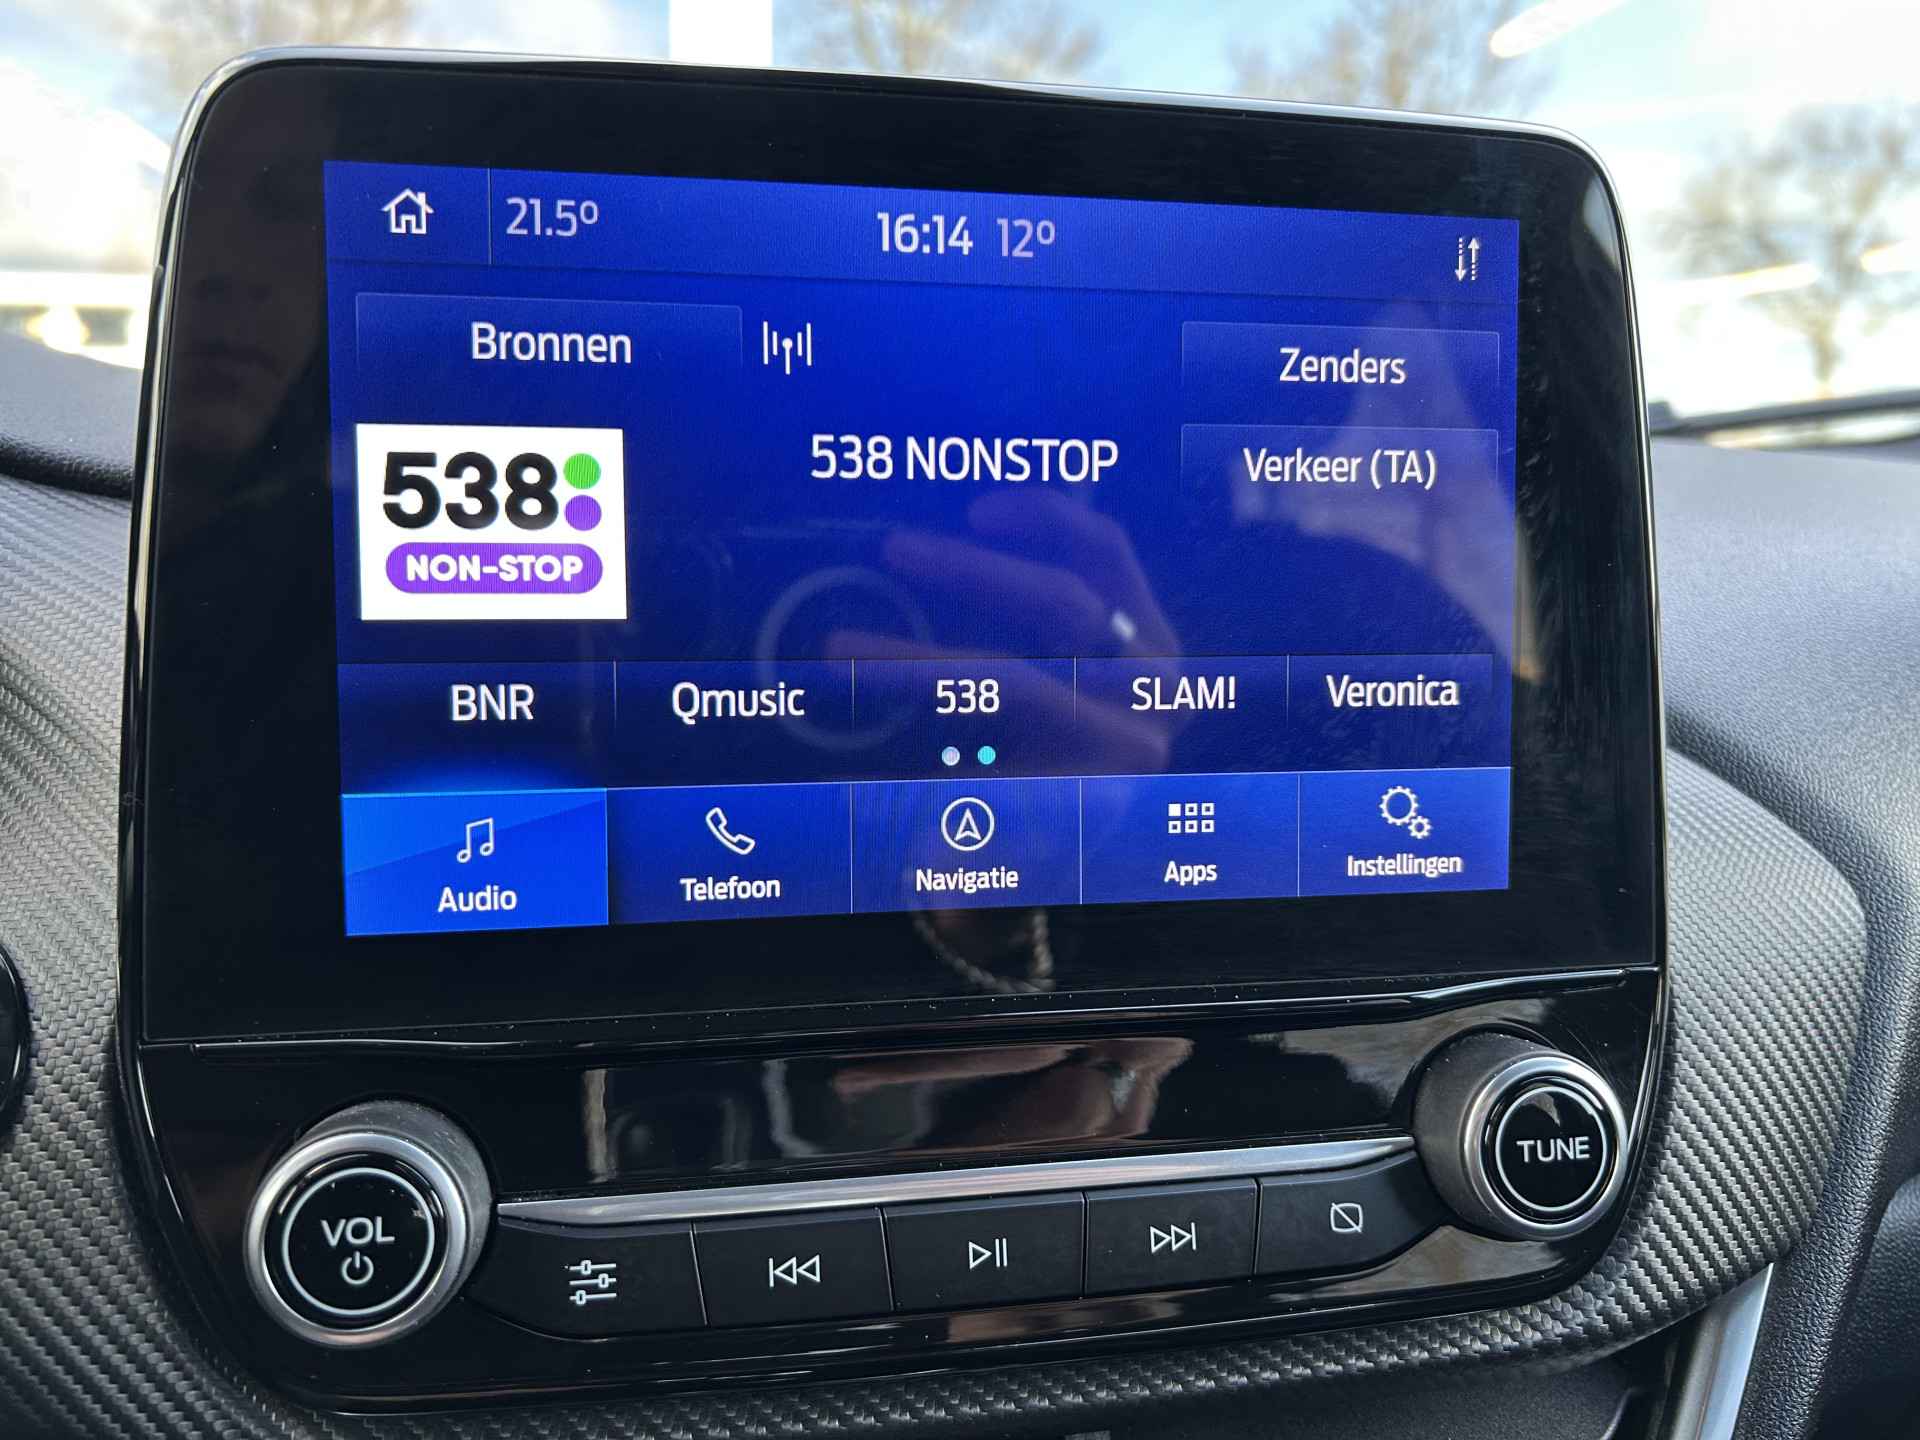 21.5º
16:14 12º
Bronnen
Zenders
538
NON-STOP
538 NONSTOP
Verkeer (TA)
BNR
Qmusic
538
SLAM!
Veronica
Audio
Telefoon
Navigatie
Apps
Instellingen
VOL
TUNE